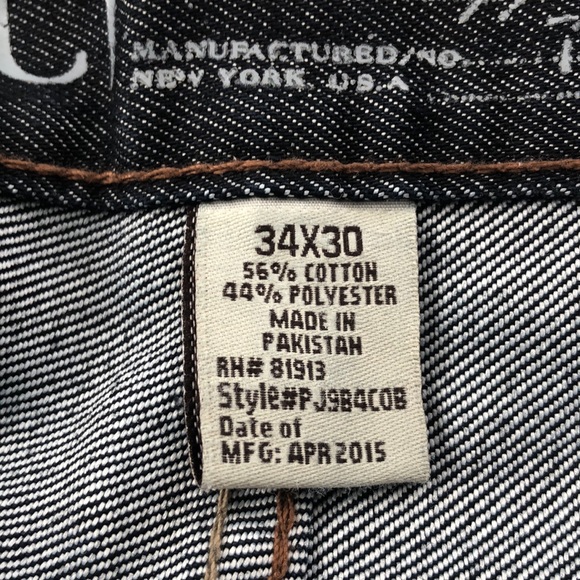 MANUFACTURED/NO.
NEW YORK. U.S.A
34X30
56% COTTON
44% POLYESTER
MADE IN
PAKISTAN
RN# 81913
Style#PJ9B4C0B
Date of
MFG: APR 2015